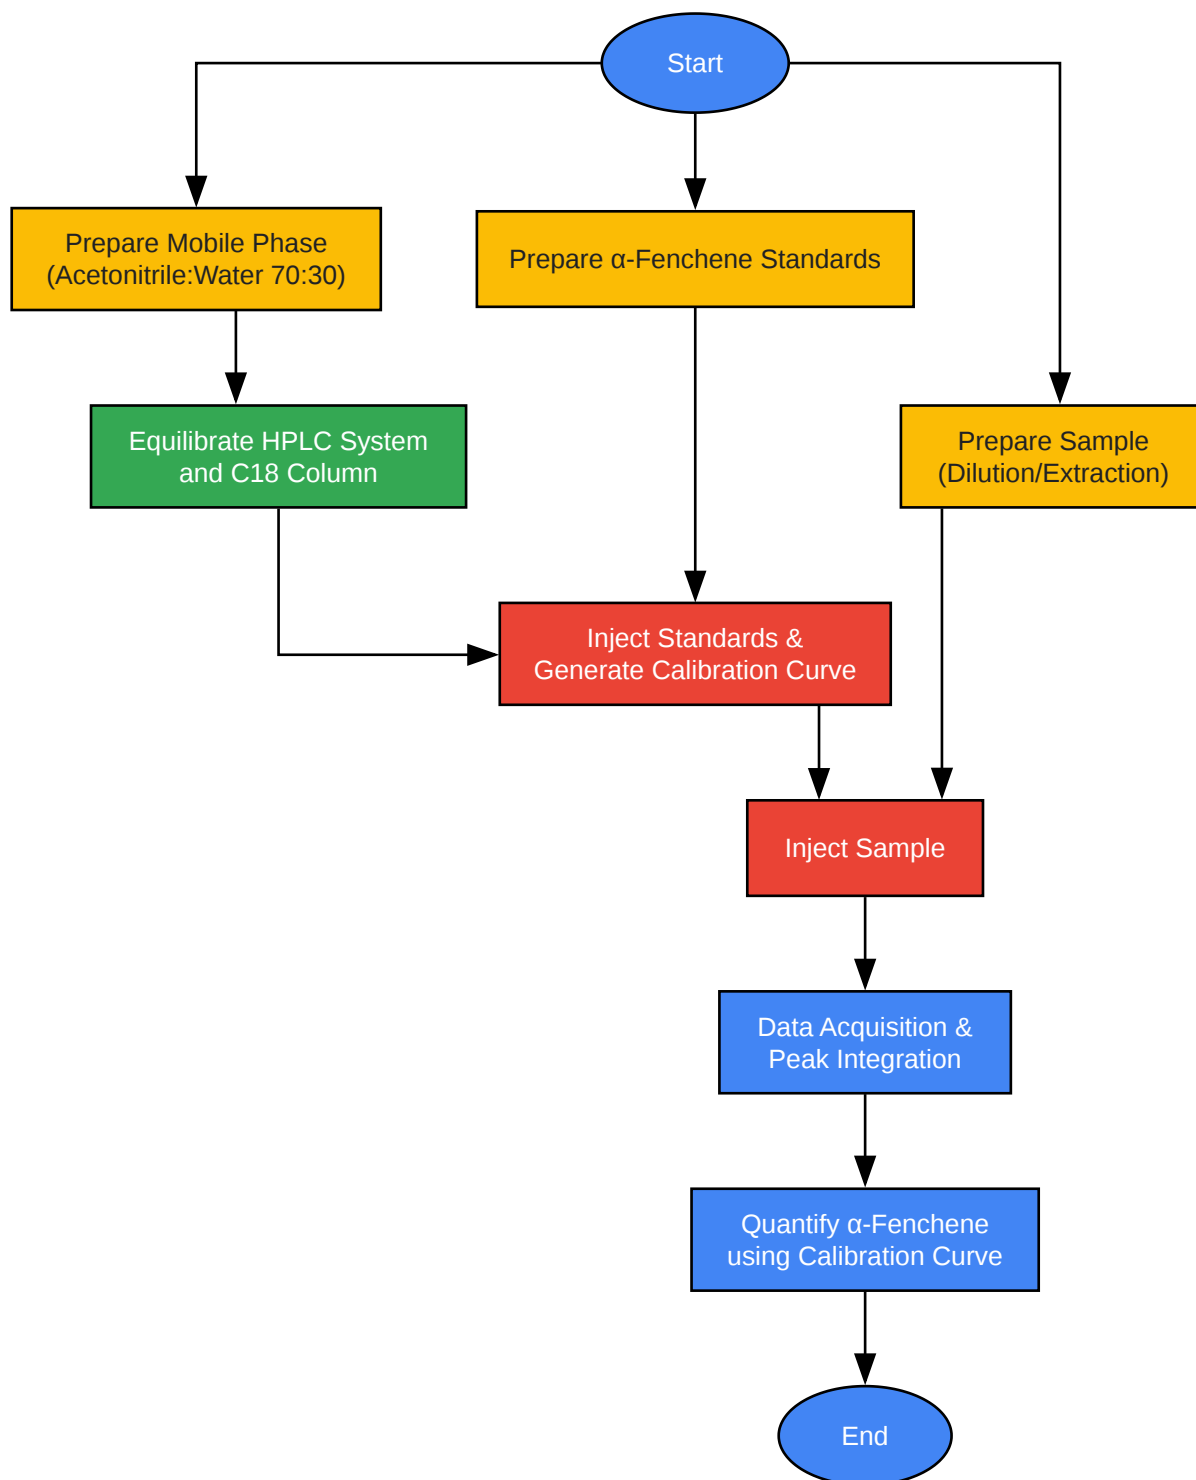 Start
Prepare Mobile Phase
(Acetonitrile:Water 70:30)
Prepare α-Fenchene Standards
Equilibrate HPLC System
and C18 Column
Prepare Sample
(Dilution/Extraction)
Inject Standards &
Generate Calibration Curve
Inject Sample
Data Acquisition &
Peak Integration
Quantify α-Fenchene
using Calibration Curve
End